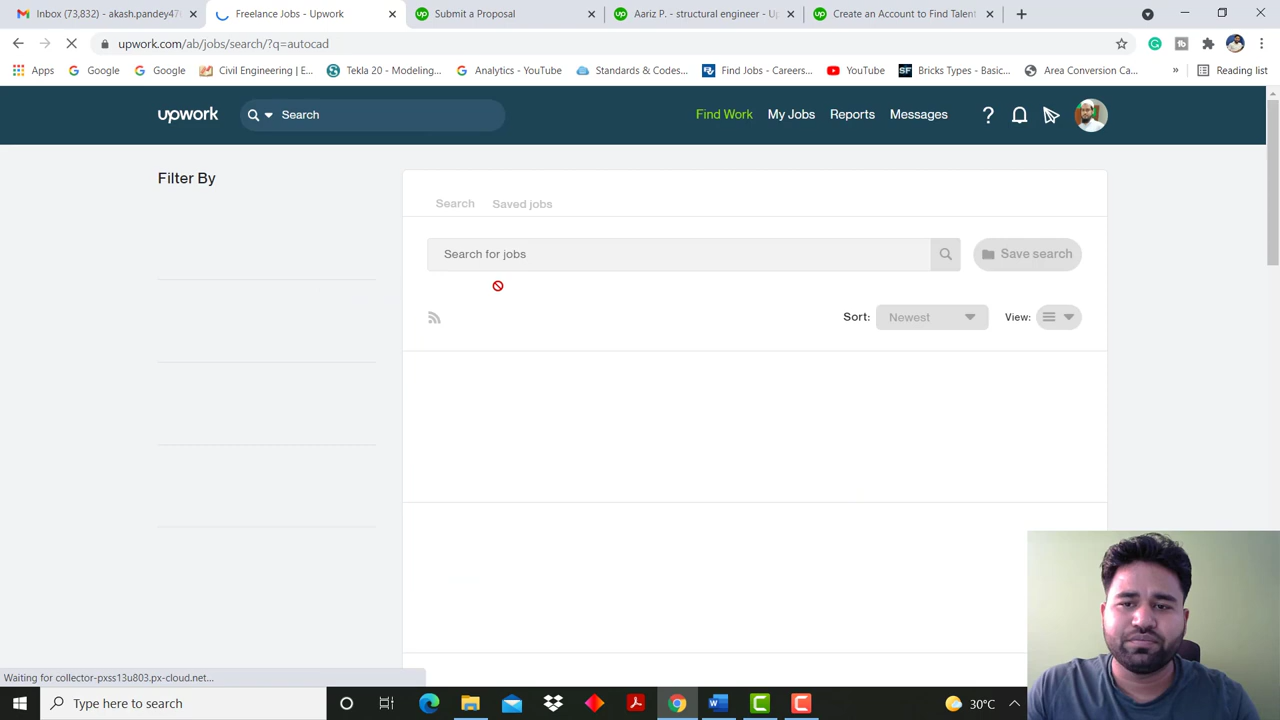 Inbox (73,832) - akash.pandey47
Freelance Jobs - Upwork
Submit a Proposal
Aariz P. - structural engineer - Up
Create an Account to Find Talent
upwork.com/ab/jobs/search/?q=autocad
Apps
Google
Google
Civil Engineering | E...
Tekla 20 - Modeling...
Analytics - YouTube
Standards & Codes...
Find Jobs - Careers...
YouTube
Bricks Types - Basic...
Area Conversion Ca...
»
Reading list
upwork
Search
Find Work
My Jobs
Reports
Messages
Filter By
Search
Saved jobs
Search for jobs
Save search
Sort:
Newest
View:
Waiting for collector-pxss13u803.px-cloud.net...
Type here to search
30°C